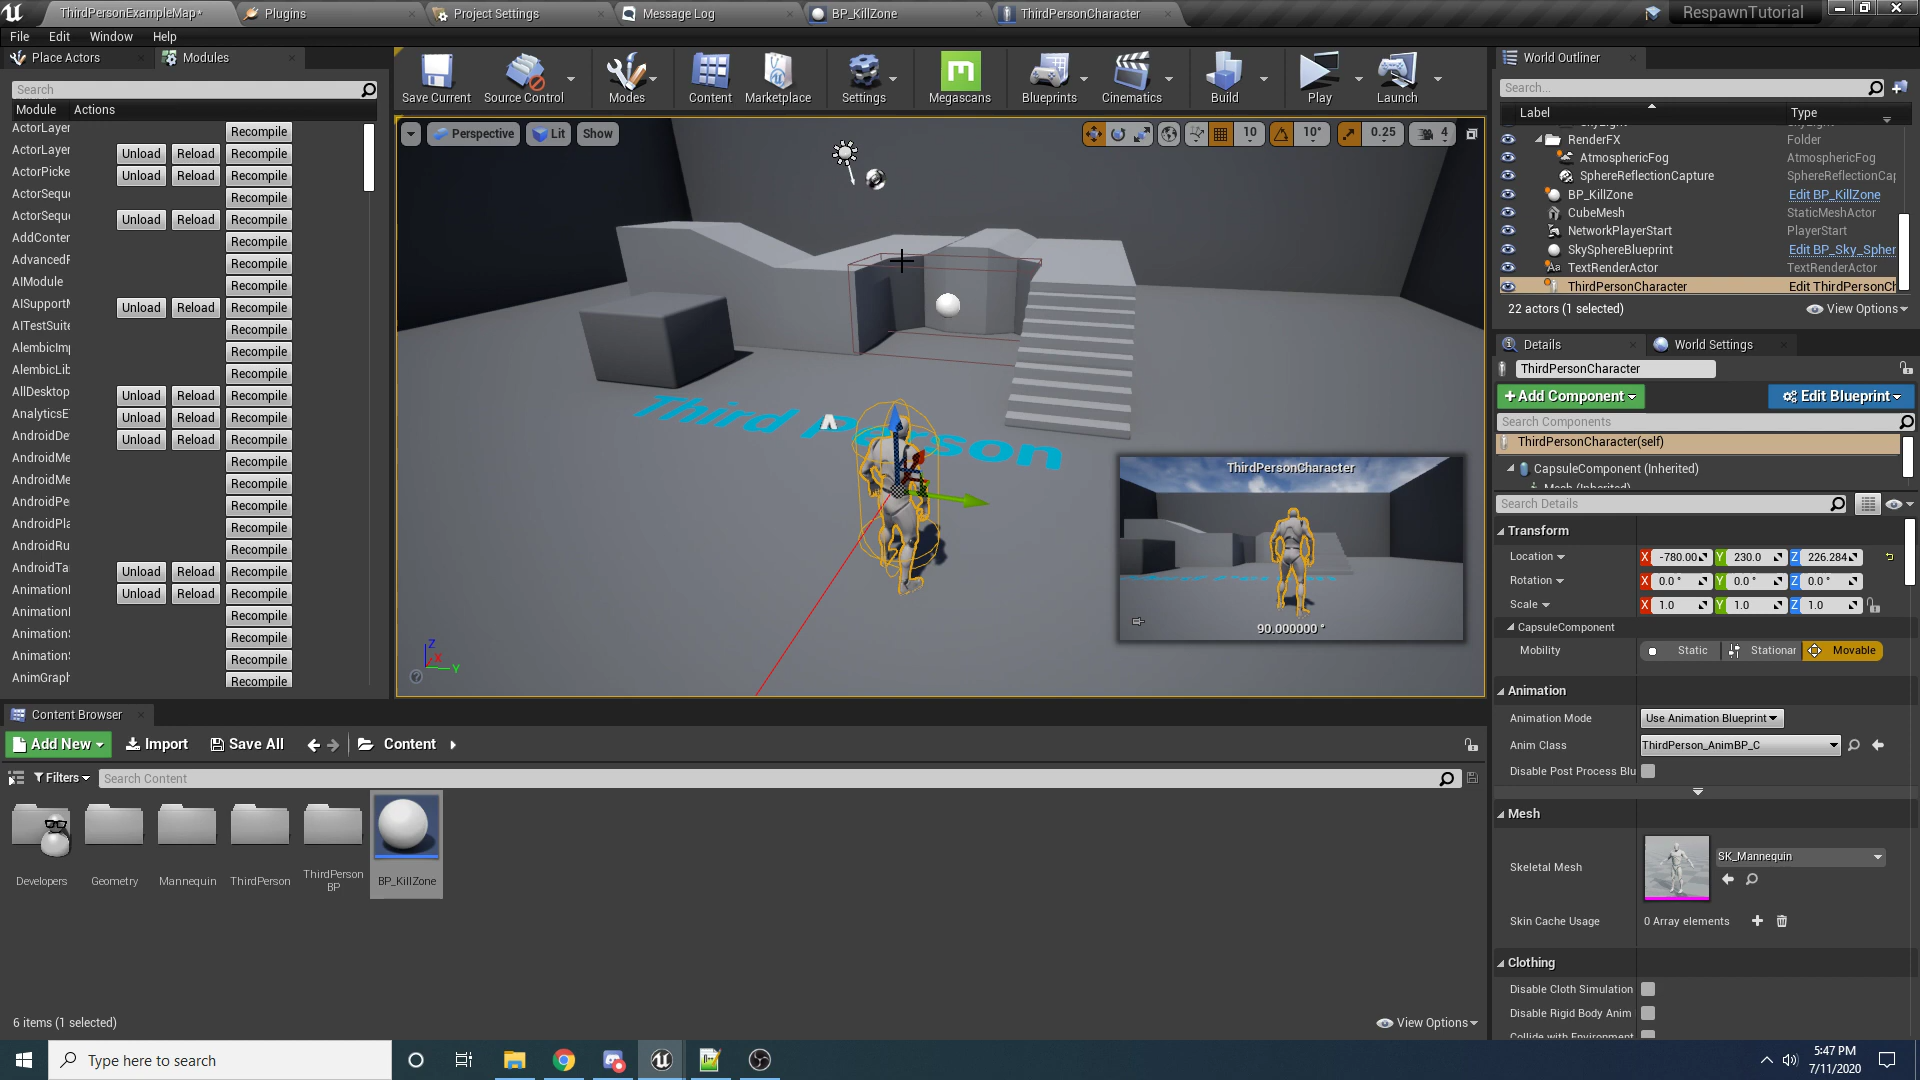 ThirdPersonExampleMap*
Plugins
Project Settings
Message Log
BP_KillZone
ThirdPersonCharacter
RespawnTutorial
File Edit Window Help
Place Actors
Modules
Search
Module Actions
ActorLayer Recompile
ActorLayer Unload Reload Recompile
ActorPicke Unload Reload Recompile
ActorSequ Recompile
ActorSequ Unload Reload Recompile
AddConter Recompile
AdvancedF Recompile
AIModule Recompile
AISupportM Unload Reload Recompile
AITestSuite Recompile
AlembicImp Recompile
AlembicLib Recompile
AllDesktop Unload Reload Recompile
AnalyticsE Unload Reload Recompile
AndroidDe Unload Reload Recompile
AndroidMe Recompile
AndroidMe Recompile
AndroidPe Recompile
AndroidPla Recompile
AndroidRu Recompile
AndroidTa Unload Reload Recompile
Animation Unload Reload Recompile
Animation Recompile
Animation Recompile
Animation Recompile
AnimGraph Recompile
Save Current
Source Control
Modes
Content
Marketplace
Settings
Megascans
Blueprints
Cinematics
Build
Play
Launch
Perspective
Lit
Show
10
10°
0.25
4
Third Person
ThirdPersonCharacter
90.000000 °
Z
X
Y
World Outliner
Search...
Label Type
RenderFX Folder
AtmosphericFog AtmosphericFog
SphereReflectionCapture SphereReflectionCap
BP_KillZone Edit BP_KillZone
CubeMesh StaticMeshActor
NetworkPlayerStart PlayerStart
SkySphereBlueprint Edit BP_Sky_Spher
TextRenderActor TextRenderActor
ThirdPersonCharacter Edit ThirdPersonCh
22 actors (1 selected)
View Options
Details
World Settings
ThirdPersonCharacter
+Add Component
Edit Blueprint
Search Components
ThirdPersonCharacter(self)
CapsuleComponent (Inherited)
Mesh (Inherited)
Search Details
Transform
Location X -780.00 Y 230.0 Z 226.284
Rotation X 0.0 ° Y 0.0 ° Z 0.0 °
Scale X 1.0 Y 1.0 Z 1.0
CapsuleComponent
Mobility Static Stationar Movable
Animation
Animation Mode Use Animation Blueprint
Anim Class ThirdPerson_AnimBP_C
Disable Post Process Blu
Mesh
Skeletal Mesh SK_Mannequin
Skin Cache Usage 0 Array elements
Clothing
Disable Cloth Simulation
Disable Rigid Body Anim
Collide with Environment
Content Browser
Add New
Import
Save All
Content
Filters
Search Content
Developers
Geometry
Mannequin
ThirdPerson
ThirdPerson
BP
BP_KillZone
6 items (1 selected)
View Options
Type here to search
5:47 PM
7/11/2020